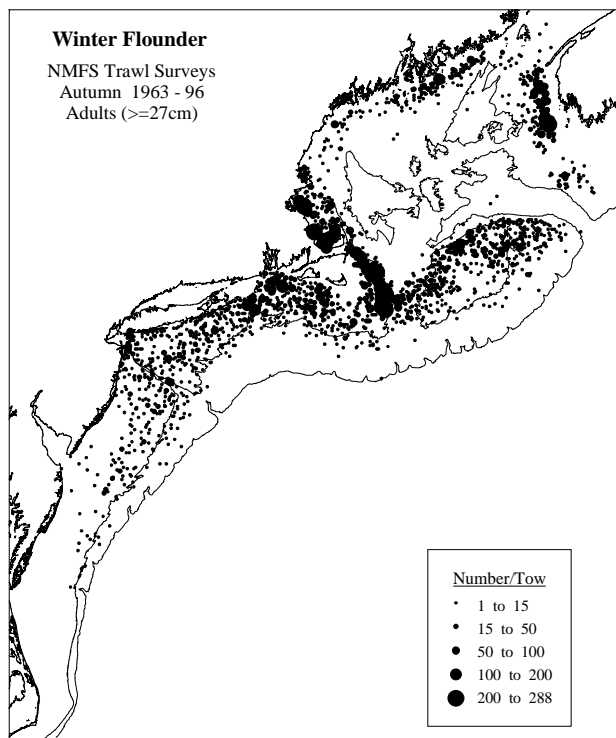 Winter Flounder
NMFS Trawl Surveys
Autumn 1963 - 96
Adults (>=27cm)
Number/Tow
1 to 15
15 to 50
50 to 100
100 to 200
200 to 288